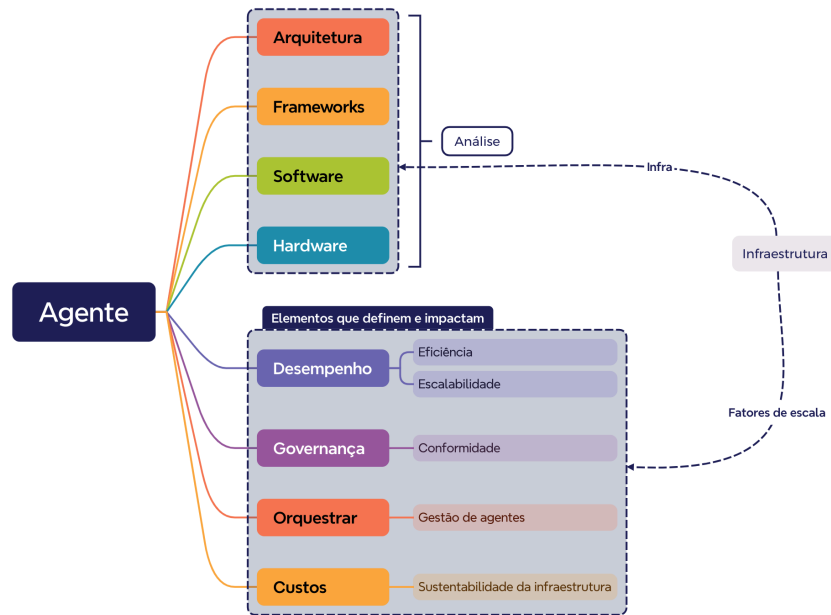 Arquitetura
Frameworks
Software
Hardware
Análise
Infra
Infraestrutura
Agente
Elementos que definem e impactam
Desempenho
Eficiência
Escalabilidade
Fatores de escala
Governança
Conformidade
Orquestrar
Gestão de agentes
Custos
Sustentabilidade da infraestrutura